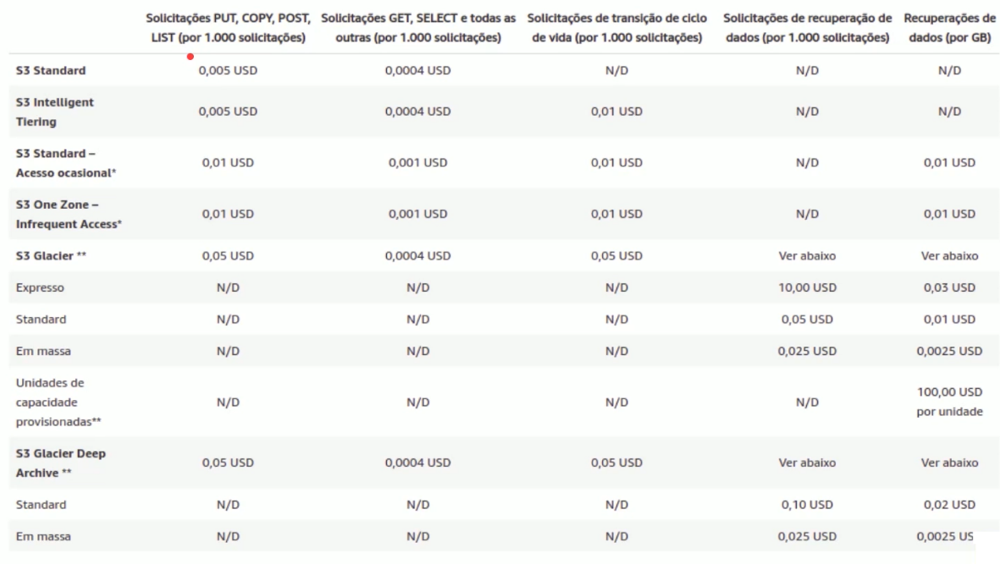 Solicitações PUT, COPY, POST, LIST (por 1.000 solicitações) Solicitações GET, SELECT e todas as outras (por 1.000 solicitações) Solicitações de transição de ciclo de vida (por 1.000 solicitações) Solicitações de recuperação de dados (por 1.000 solicitações) Recuperações de dados (por GB)
S3 Standard 0,005 USD 0,0004 USD N/D N/D N/D
S3 Intelligent Tiering 0,005 USD 0,0004 USD 0,01 USD N/D N/D
S3 Standard – Acesso ocasional* 0,01 USD 0,001 USD 0,01 USD N/D 0,01 USD
S3 One Zone – Infrequent Access* 0,01 USD 0,001 USD 0,01 USD N/D 0,01 USD
S3 Glacier ** 0,05 USD 0,0004 USD 0,05 USD Ver abaixo Ver abaixo
Expresso N/D N/D N/D 10,00 USD 0,03 USD
Standard N/D N/D N/D 0,05 USD 0,01 USD
Em massa N/D N/D N/D 0,025 USD 0,0025 USD
Unidades de capacidade provisionadas** N/D N/D N/D N/D 100,00 USD por unidade
S3 Glacier Deep Archive ** 0,05 USD 0,0004 USD 0,05 USD Ver abaixo Ver abaixo
Standard N/D N/D N/D 0,10 USD 0,02 USD
Em massa N/D N/D N/D 0,025 USD 0,0025 US